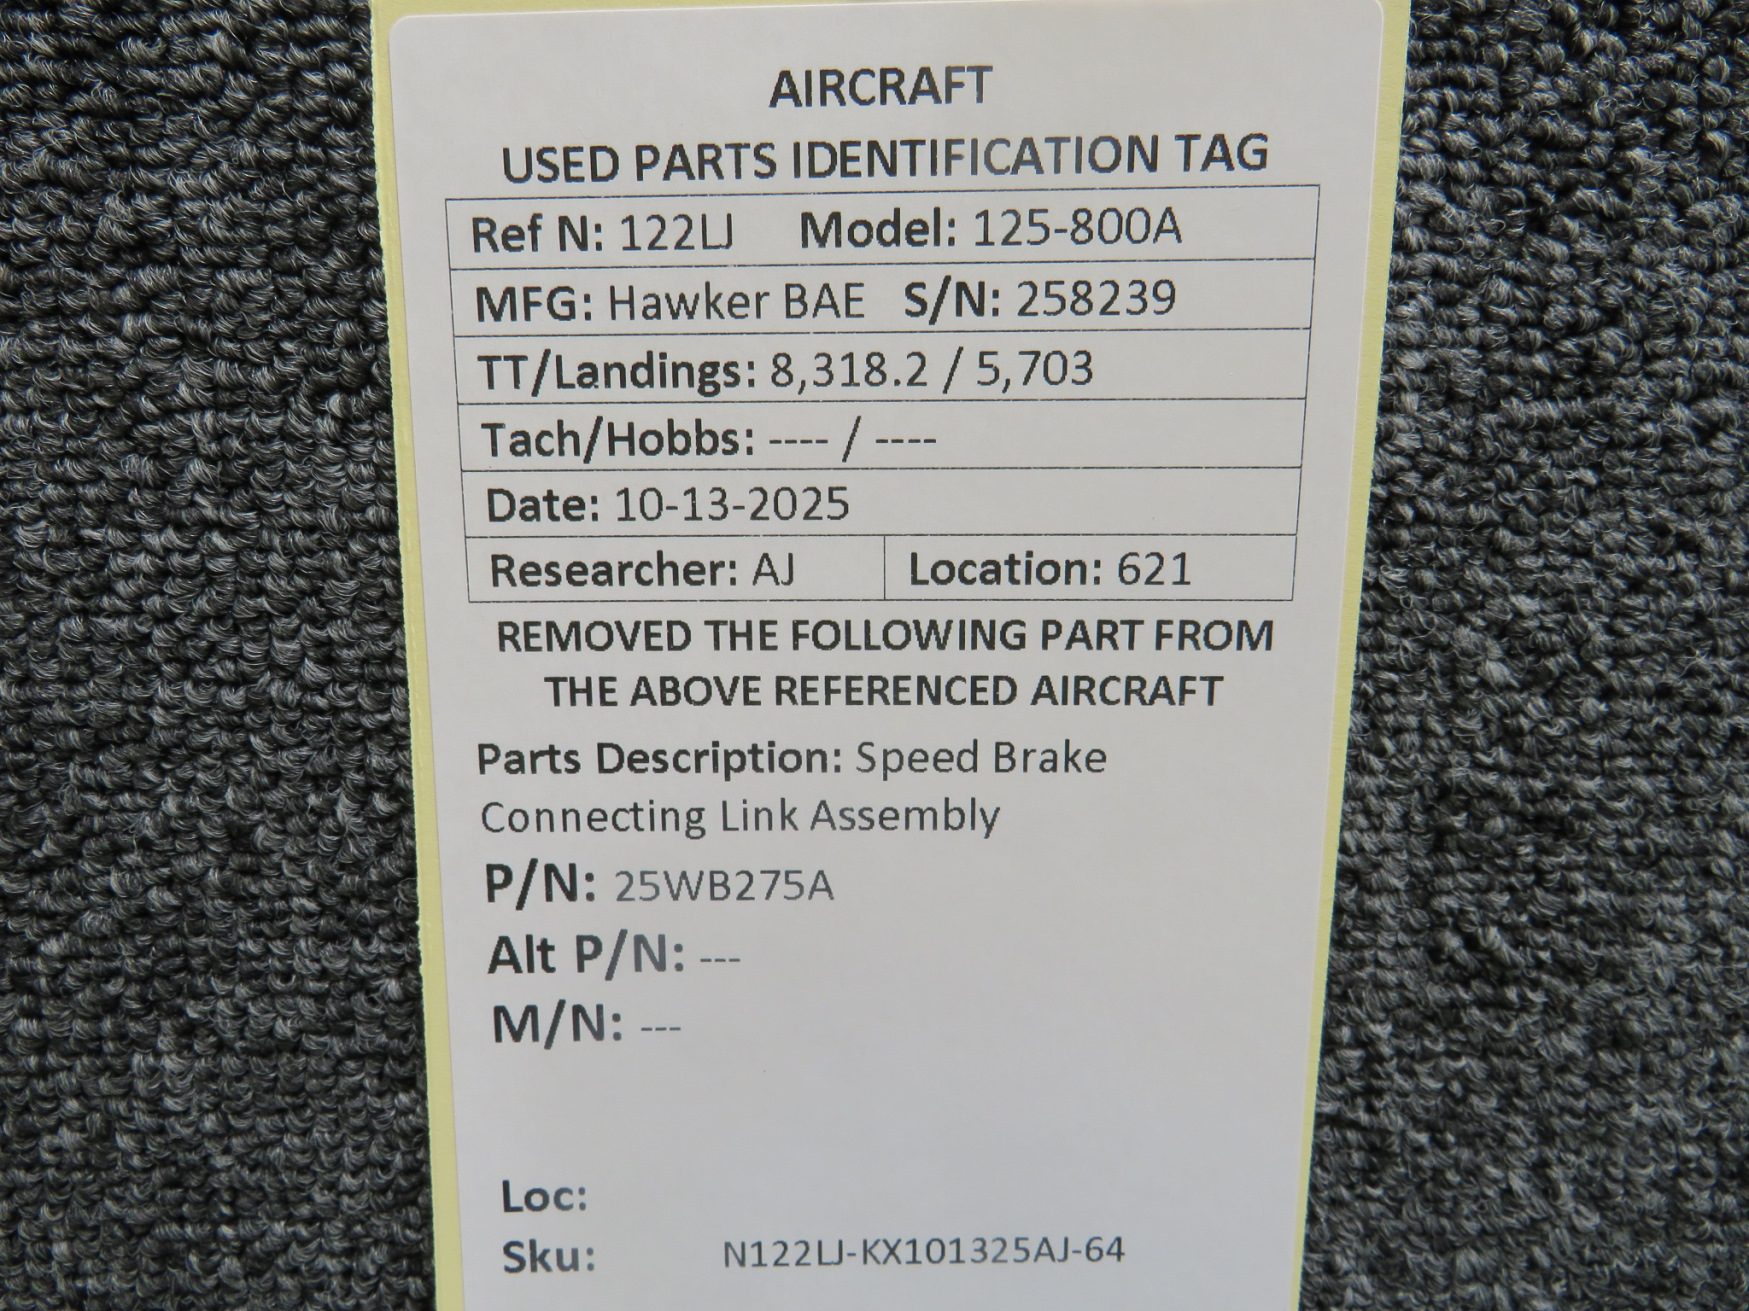 AIRCRAFT
USED PARTS IDENTIFICATION TAG
Ref N: 122LJ Model: 125-800A
MFG: Hawker BAE S/N: 258239
TT/Landings: 8,318.2 / 5,703
Tach/Hobbs: ---- / ----
Date: 10-13-2025
Researcher: AJ Location: 621
REMOVED THE FOLLOWING PART FROM
THE ABOVE REFERENCED AIRCRAFT
Parts Description: Speed Brake
Connecting Link Assembly
P/N: 25WB275A
Alt P/N: ---
M/N: ---
Loc:
Sku: N122LJ-KX101325AJ-64